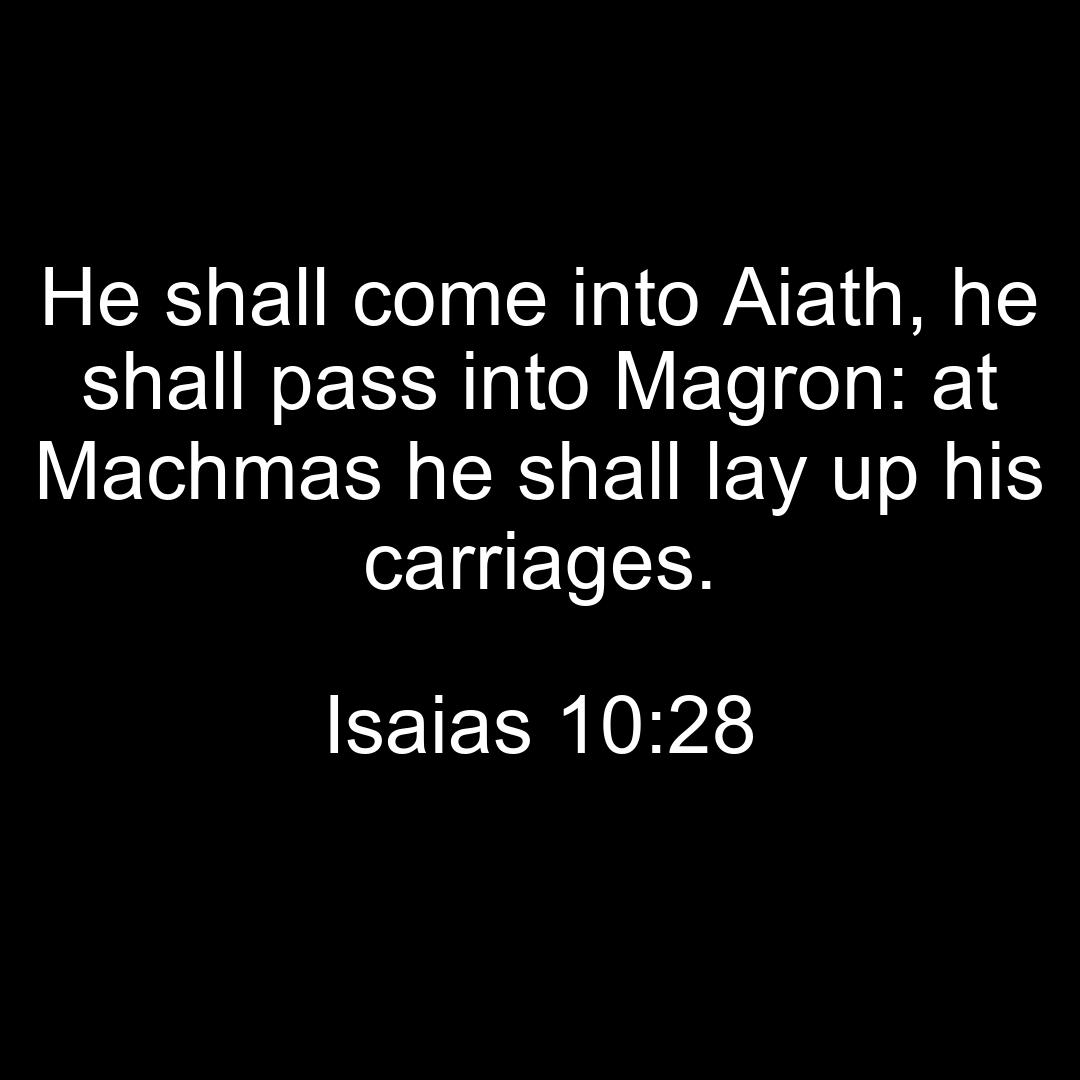 He shall come into Aiath, he
shall pass into Magron: at
Machmas he shall lay up his
carriages.
Isaias 10:28